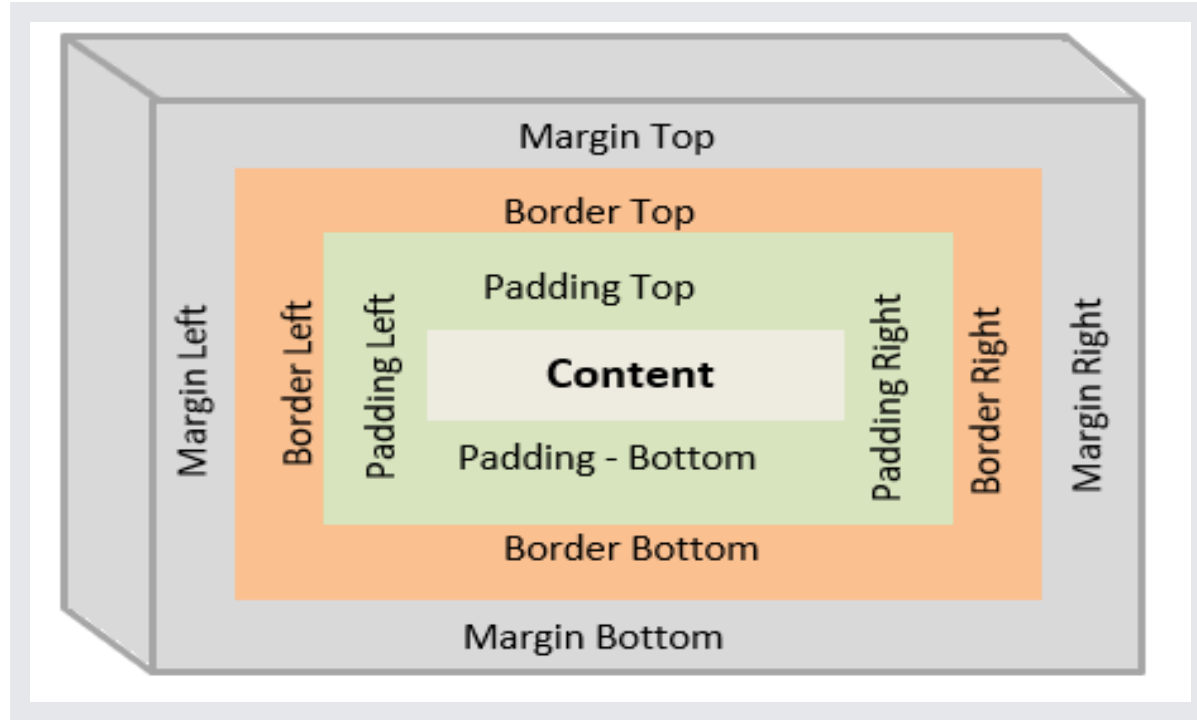 Margin Top
Border Top
Padding Top
Margin Left
Border Left
Padding Left
Content
Padding Right
Border Right
Margin Right
Padding - Bottom
Border Bottom
Margin Bottom